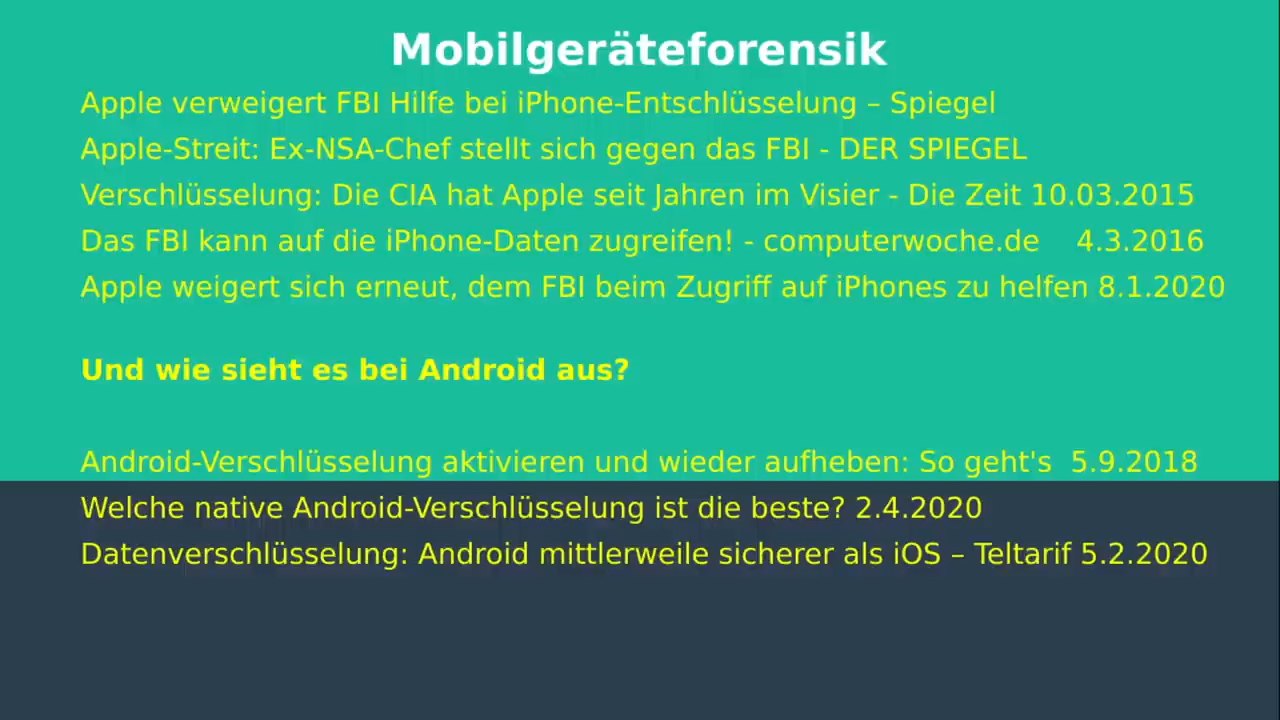 Mobilgeräteforensik
Apple verweigert FBI Hilfe bei iPhone-Entschlüsselung – Spiegel
Apple-Streit: Ex-NSA-Chef stellt sich gegen das FBI - DER SPIEGEL
Verschlüsselung: Die CIA hat Apple seit Jahren im Visier - Die Zeit 10.03.2015
Das FBI kann auf die iPhone-Daten zugreifen! - computerwoche.de 4.3.2016
Apple weigert sich erneut, dem FBI beim Zugriff auf iPhones zu helfen 8.1.2020
Und wie sieht es bei Android aus?
Android-Verschlüsselung aktivieren und wieder aufheben: So geht's 5.9.2018
Welche native Android-Verschlüsselung ist die beste? 2.4.2020
Datenverschlüsselung: Android mittlerweile sicherer als iOS – Teltarif 5.2.2020